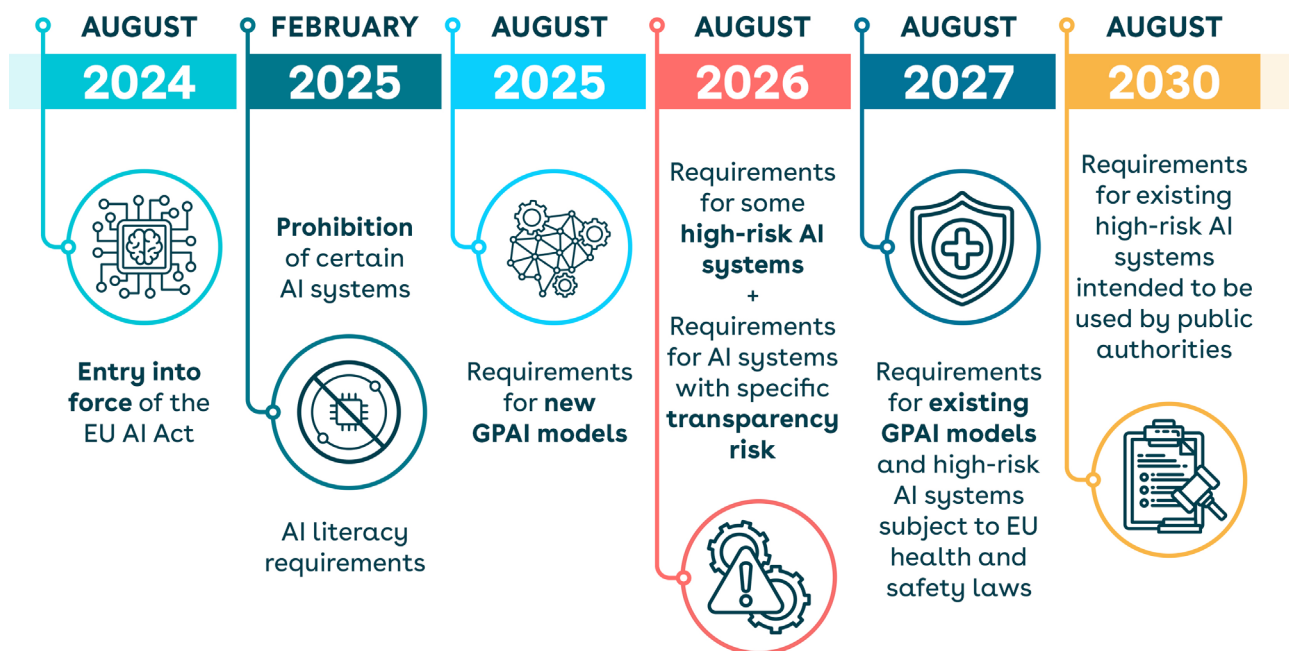 AUGUST
2024
Entry into
force of the
EU AI Act
FEBRUARY
2025
Prohibition
of certain
AI systems
AI literacy
requirements
AUGUST
2025
Requirements
for new
GPAI models
AUGUST
2026
Requirements
for some
high-risk AI
systems
+
Requirements
for AI systems
with specific
transparency
risk
AUGUST
2027
Requirements
for existing
GPAI models
and high-risk
AI systems
subject to EU
health and
safety laws
AUGUST
2030
Requirements
for existing
high-risk AI
systems
intended to be
used by public
authorities